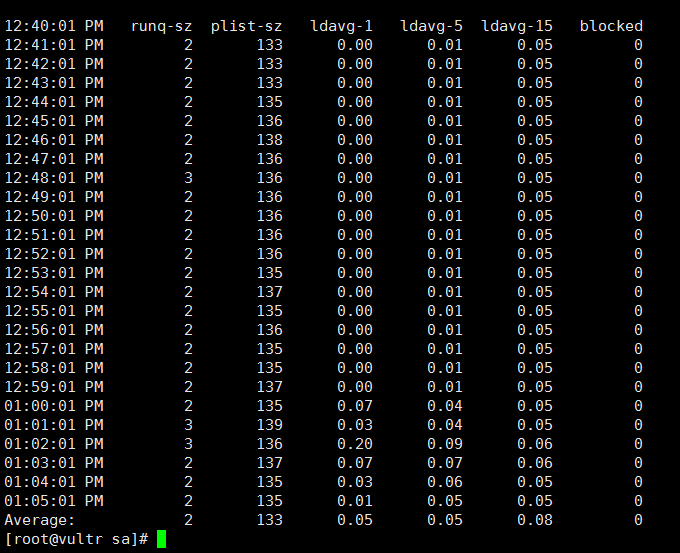 12:40:01 PM   runq-sz  plist-sz   ldavg-1   ldavg-5  ldavg-15   blocked
12:41:01 PM         2       133      0.00      0.01      0.05         0
12:42:01 PM         2       133      0.00      0.01      0.05         0
12:43:01 PM         2       133      0.00      0.01      0.05         0
12:44:01 PM         2       135      0.00      0.01      0.05         0
12:45:01 PM         2       136      0.00      0.01      0.05         0
12:46:01 PM         2       138      0.00      0.01      0.05         0
12:47:01 PM         2       136      0.00      0.01      0.05         0
12:48:01 PM         3       136      0.00      0.01      0.05         0
12:49:01 PM         2       136      0.00      0.01      0.05         0
12:50:01 PM         2       136      0.00      0.01      0.05         0
12:51:01 PM         2       136      0.00      0.01      0.05         0
12:52:01 PM         2       136      0.00      0.01      0.05         0
12:53:01 PM         2       135      0.00      0.01      0.05         0
12:54:01 PM         2       137      0.00      0.01      0.05         0
12:55:01 PM         2       135      0.00      0.01      0.05         0
12:56:01 PM         2       136      0.00      0.01      0.05         0
12:57:01 PM         2       135      0.00      0.01      0.05         0
12:58:01 PM         2       135      0.00      0.01      0.05         0
12:59:01 PM         2       137      0.00      0.01      0.05         0
01:00:01 PM         2       135      0.07      0.04      0.05         0
01:01:01 PM         3       139      0.03      0.04      0.05         0
01:02:01 PM         3       136      0.20      0.09      0.06         0
01:03:01 PM         2       137      0.07      0.07      0.06         0
01:04:01 PM         2       135      0.03      0.06      0.05         0
01:05:01 PM         2       135      0.01      0.05      0.05         0
Average:            2       133      0.05      0.05      0.08         0
[root@vultr sa]#